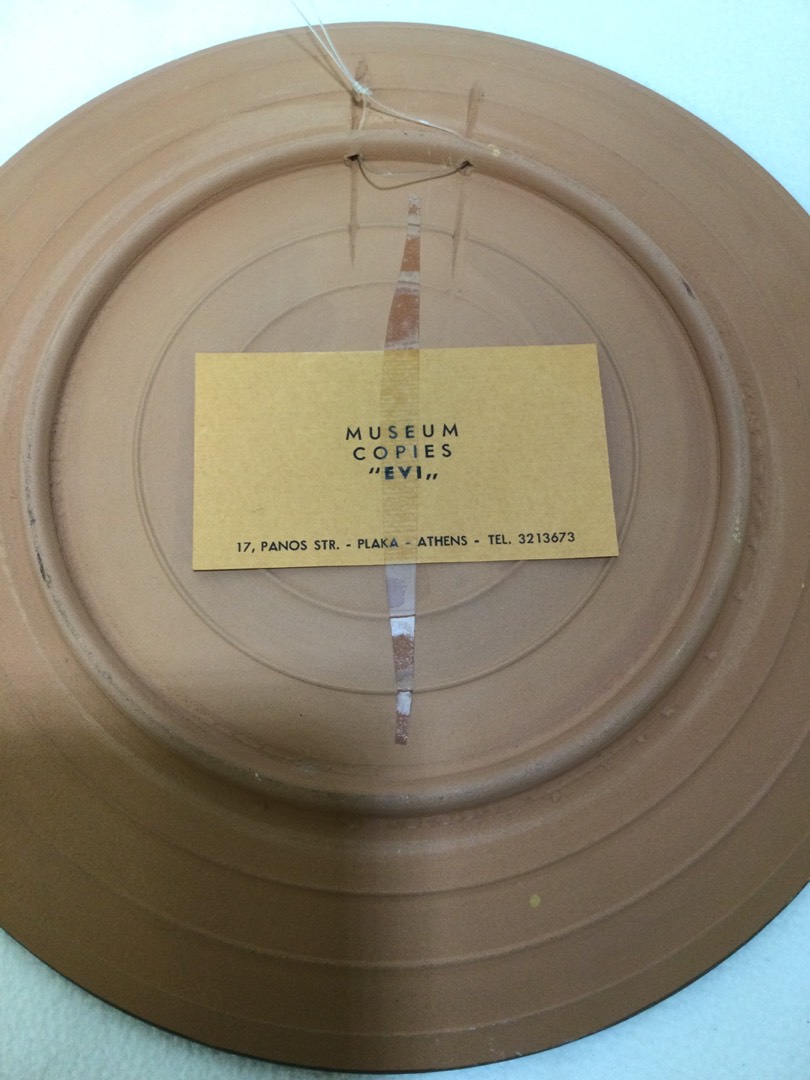 MUSEUM
COPIES
"EVI„
17, PANOS STR. - PLAKA - ATHENS - TEL. 3213673